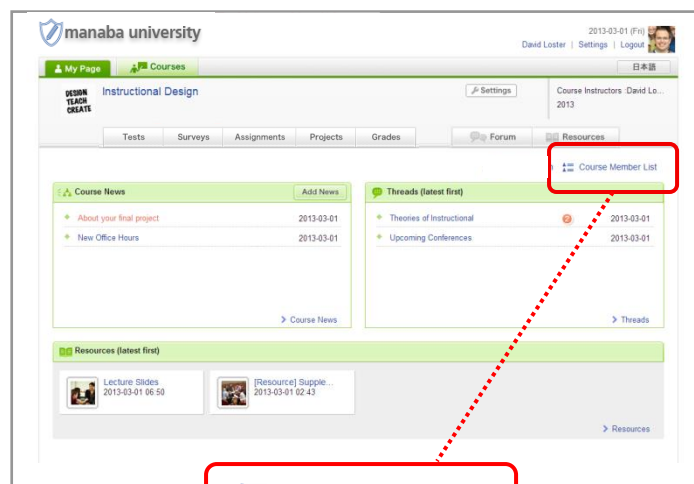 manaba university
2013-03-01 (Fri)
David Loster | Settings | Logout
My Page
Courses
日本語
DESIGN
TEACH
CREATE
Instructional Design
Settings
Course Instructors :David Lo...
2013
Tests Surveys Assignments Projects Grades Forum Resources
Course Member List
Course News
Add News
About your final project 2013-03-01
New Office Hours 2013-03-01
Course News
Threads (latest first)
Theories of Instructional 2 2013-03-01
Upcoming Conferences 2013-03-01
Threads
Resources (latest first)
Lecture Slides
2013-03-01 06:50
[Resource] Supple...
2013-03-01 02:43
Resources